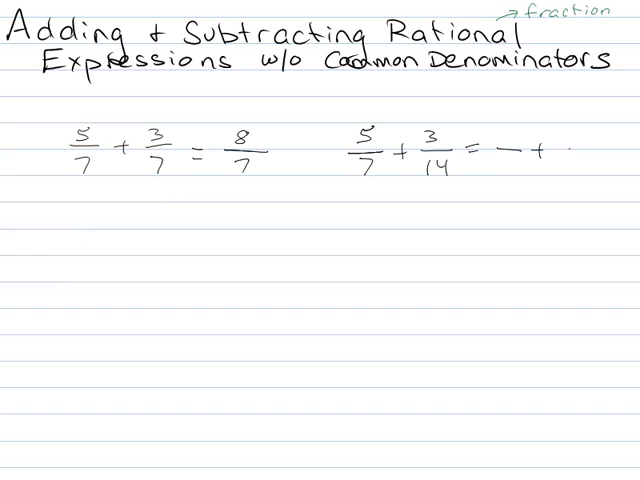 → fraction
Adding + Subtracting Rational
Expressions w/o Common Denominators
5/7 + 3/7 = 8/7    5/7 + 3/14 = — +